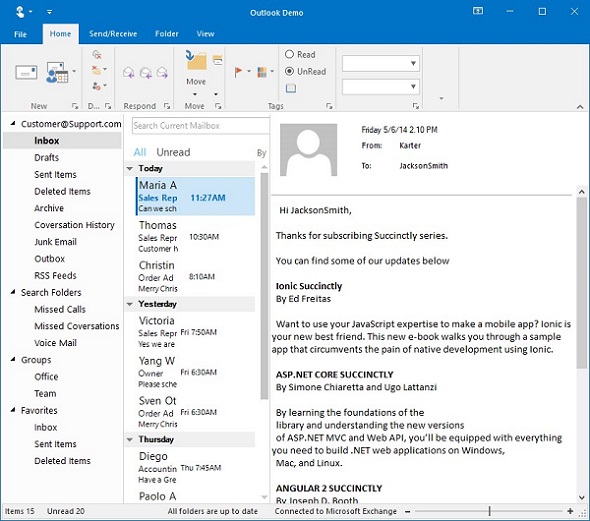 Outlook Demo
File
Home
Send/Receive
Folder
View
Move
Read
UnRead
New
D...
Respond
Move
Tags
Customer@Support.com
Inbox
Drafts
Sent Items
Deleted Items
Archive
Coversation History
Junk Email
Outbox
RSS Feeds
Search Folders
Missed Calls
Missed Coversations
Voice Mail
Groups
Office
Team
Favorites
Inbox
Sent Items
Deleted Items
Search Current Mailbox
All Unread By
Today
Maria A
Sales Rep 11:27AM
Can we sch
Thomas
Sales Repr 10:30AM
Customer h
Christin
Order Ad 8:10AM
Merry Chris
Yesterday
Victoria
Sales Repr Fri 7:50AM
Yes we are
Yang W
Owner Fri 6:30AM
Please sche
Sven Ot
Order Ad Fri 6:30AM
Merry Chris
Thursday
Diego
Accountin Thu 7:45AM
Have a Gre
Paolo A
Friday 5/6/14 2.10 PM
From: Karter
To: JacksonSmith
Hi JacksonSmith,
Thanks for subscribing Succinctly series.
You can find some of our updates below
Ionic Succinctly
By Ed Freitas
Want to use your JavaScript expertise to make a mobile app? Ionic is
your new best friend. This new e-book walks you through a sample
app that circumvents the pain of native development using Ionic.
ASP.NET CORE SUCCINCTLY
By Simone Chiaretta and Ugo Lattanzi
By learning the foundations of the
library and understanding the new versions
of ASP.NET MVC and Web API, you'll be equipped with everything
you need to build .NET web applications on Windows,
Mac, and Linux.
ANGULAR 2 SUCCINCTLY
By Joseph D. Booth
Items 15 Unread 20 All folders are up to date Connected to Microsoft Exchange